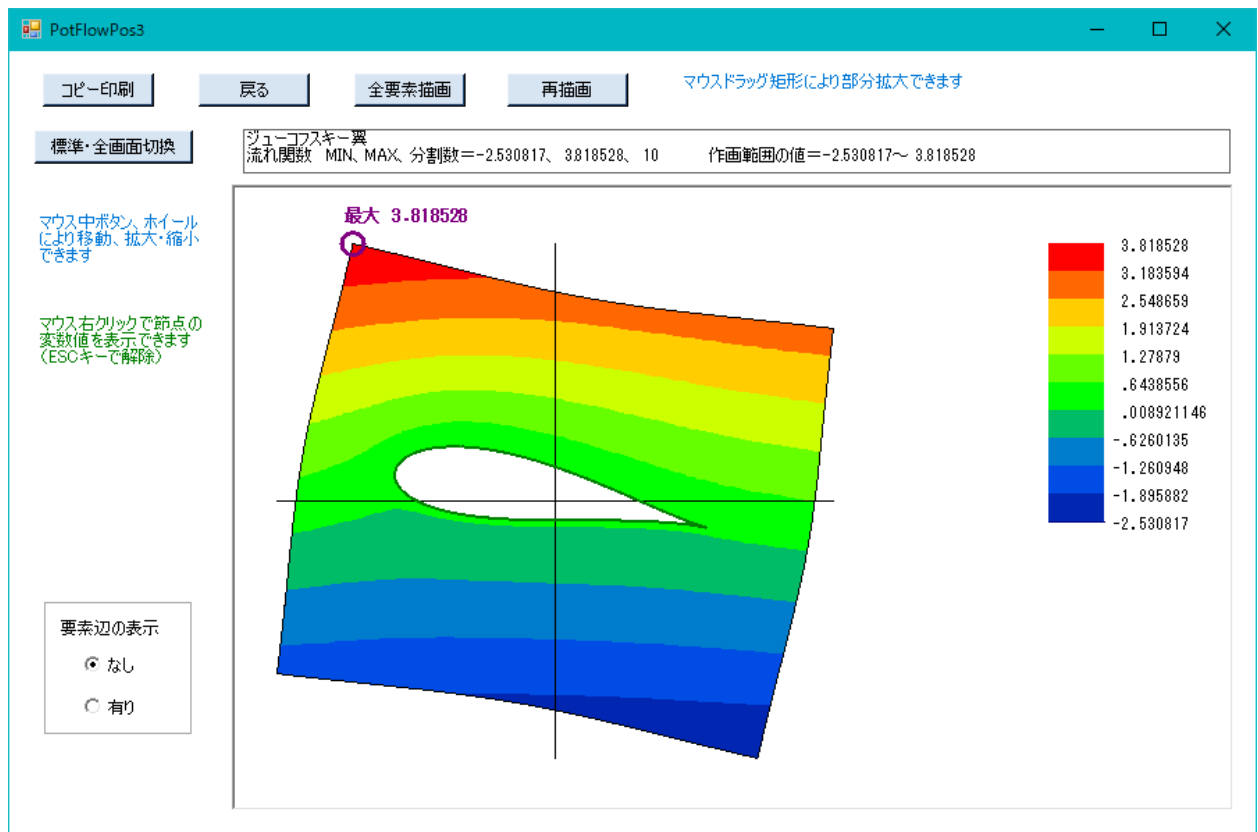 PotFlowPos3
コピー印刷
戻る
全要素描画
再描画
マウスドラッグ矩形により部分拡大できます
標準・全画面切換
ジューコフスキー翼
流れ関数 MIN、MAX、分割数＝-2.530817、 3.818528、 10 作画範囲の値＝-2.530817～ 3.818528
マウス中ボタン、ホイール
により移動、拡大・縮小
できます
マウス右クリックで節点の
変数値を表示できます
（ESCキーで解除）
要素辺の表示
なし
有り
最大 3.818528
3.818528
3.183594
2.548659
1.913724
1.27879
.6438556
.008921146
-.6260135
-1.260948
-1.895882
-2.530817